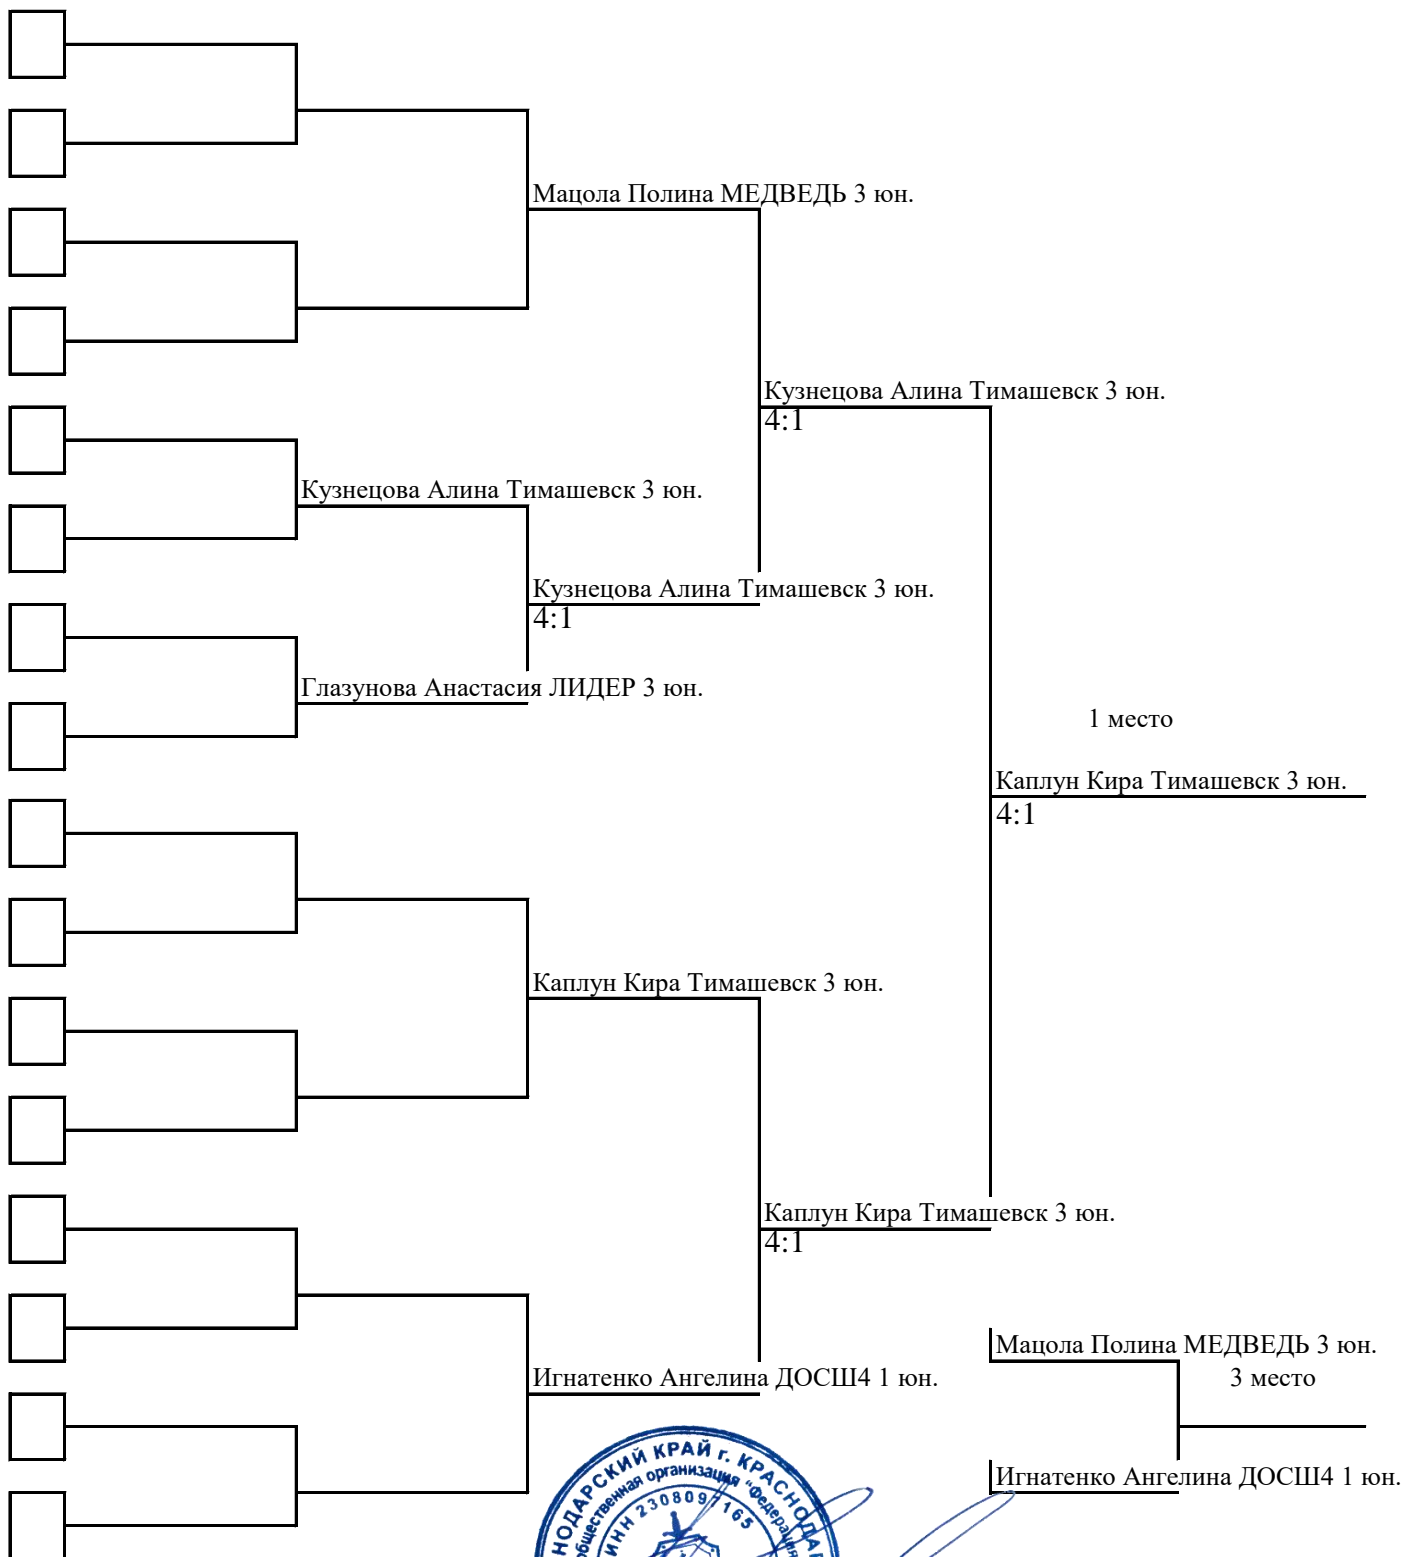 Мацола Полина МЕДВЕДЬ 3 юн.
Кузнецова Алина Тимашевск 3 юн.
4:1
Кузнецова Алина Тимашевск 3 юн.
Кузнецова Алина Тимашевск 3 юн.
4:1
Глазунова Анастасия ЛИДЕР 3 юн.
1 место
Каплун Кира Тимашевск 3 юн.
4:1
Каплун Кира Тимашевск 3 юн.
Каплун Кира Тимашевск 3 юн.
4:1
Мацола Полина МЕДВЕДЬ 3 юн.
3 место
Игнатенко Ангелина ДОСШ4 1 юн.
Игнатенко Ангелина ДОСШ4 1 юн.
КРАЙ г.
общественная организация "Федерация
ИНН 2308097165